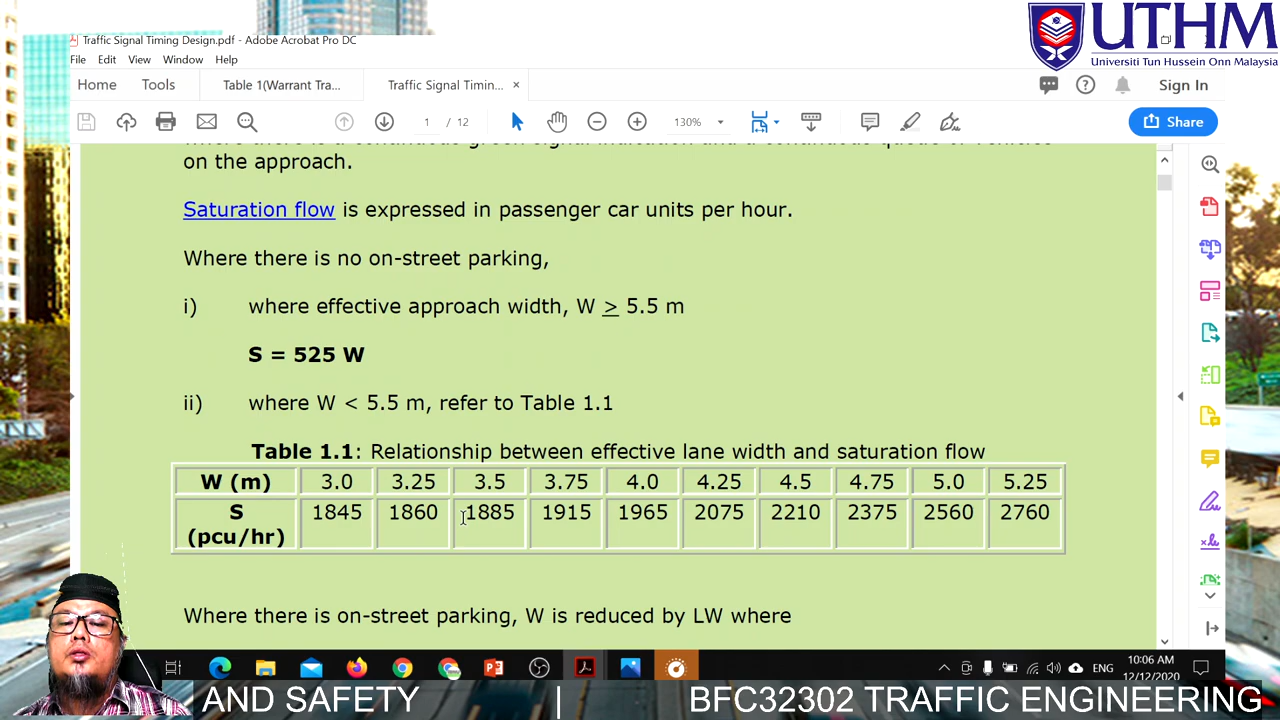 Traffic Signal Timing Design.pdf - Adobe Acrobat Pro DC
UTHM
Universiti Tun Hussein Onn Malaysia
File Edit View Window Help
Home Tools Table 1(Warrant Tra... Traffic Signal Timin... × Sign In
1 / 12 130% Share
on the approach.
Saturation flow is expressed in passenger car units per hour.
Where there is no on-street parking,
i) where effective approach width, W > 5.5 m
S = 525 W
ii) where W < 5.5 m, refer to Table 1.1
Table 1.1: Relationship between effective lane width and saturation flow
W (m) 3.0 3.25 3.5 3.75 4.0 4.25 4.5 4.75 5.0 5.25
S 1845 1860 1885 1915 1965 2075 2210 2375 2560 2760
(pcu/hr)
Where there is on-street parking, W is reduced by LW where
ENG 10:06 AM
12/12/2020
AND SAFETY | BFC32302 TRAFFIC ENGINEERING